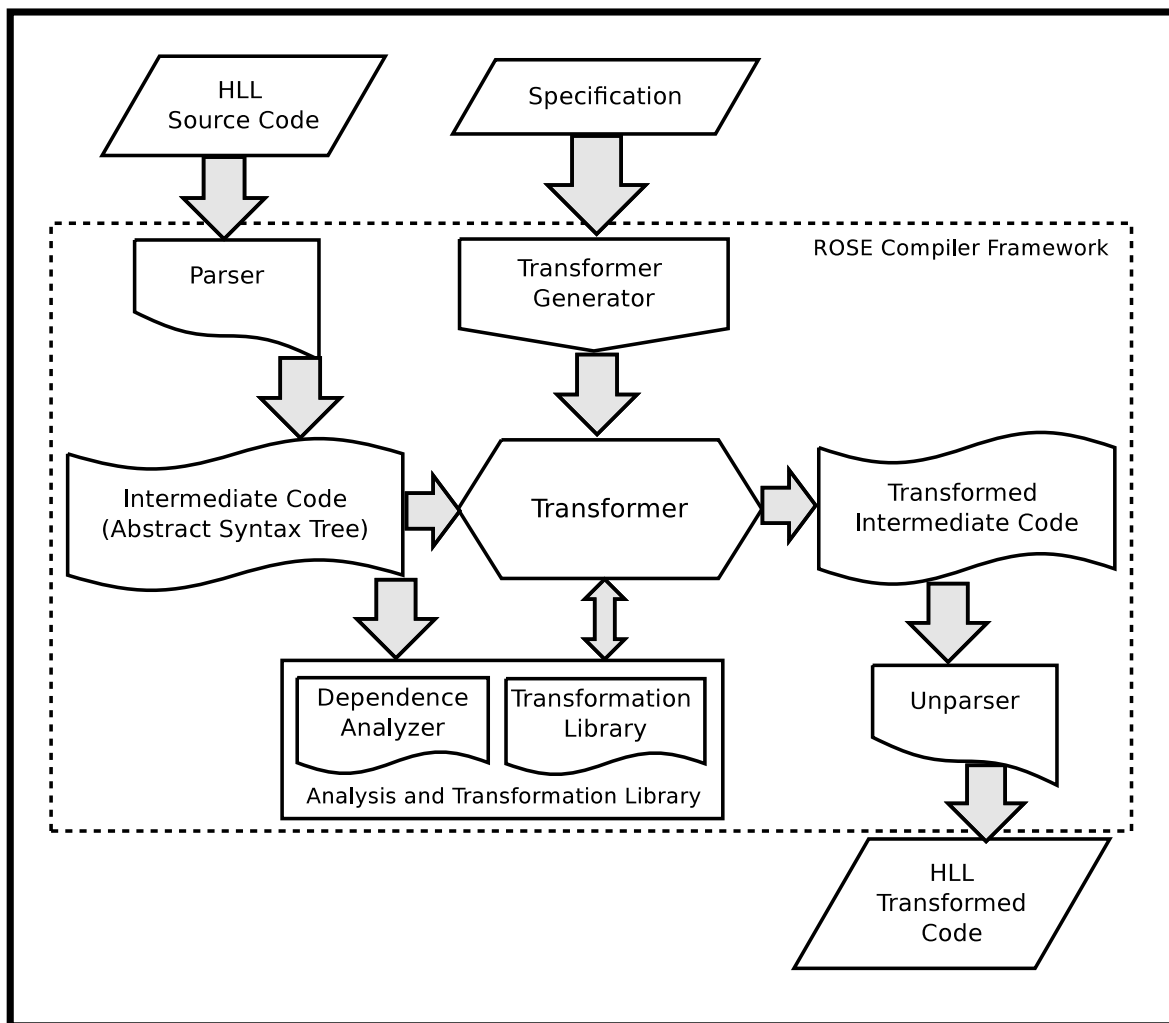 HLL
Source Code
Specification
ROSE Compiler Framework
Parser
Transformer
Generator
Intermediate Code
(Abstract Syntax Tree)
Transformer
Transformed
Intermediate Code
Dependence
Analyzer
Transformation
Library
Analysis and Transformation Library
Unparser
HLL
Transformed
Code